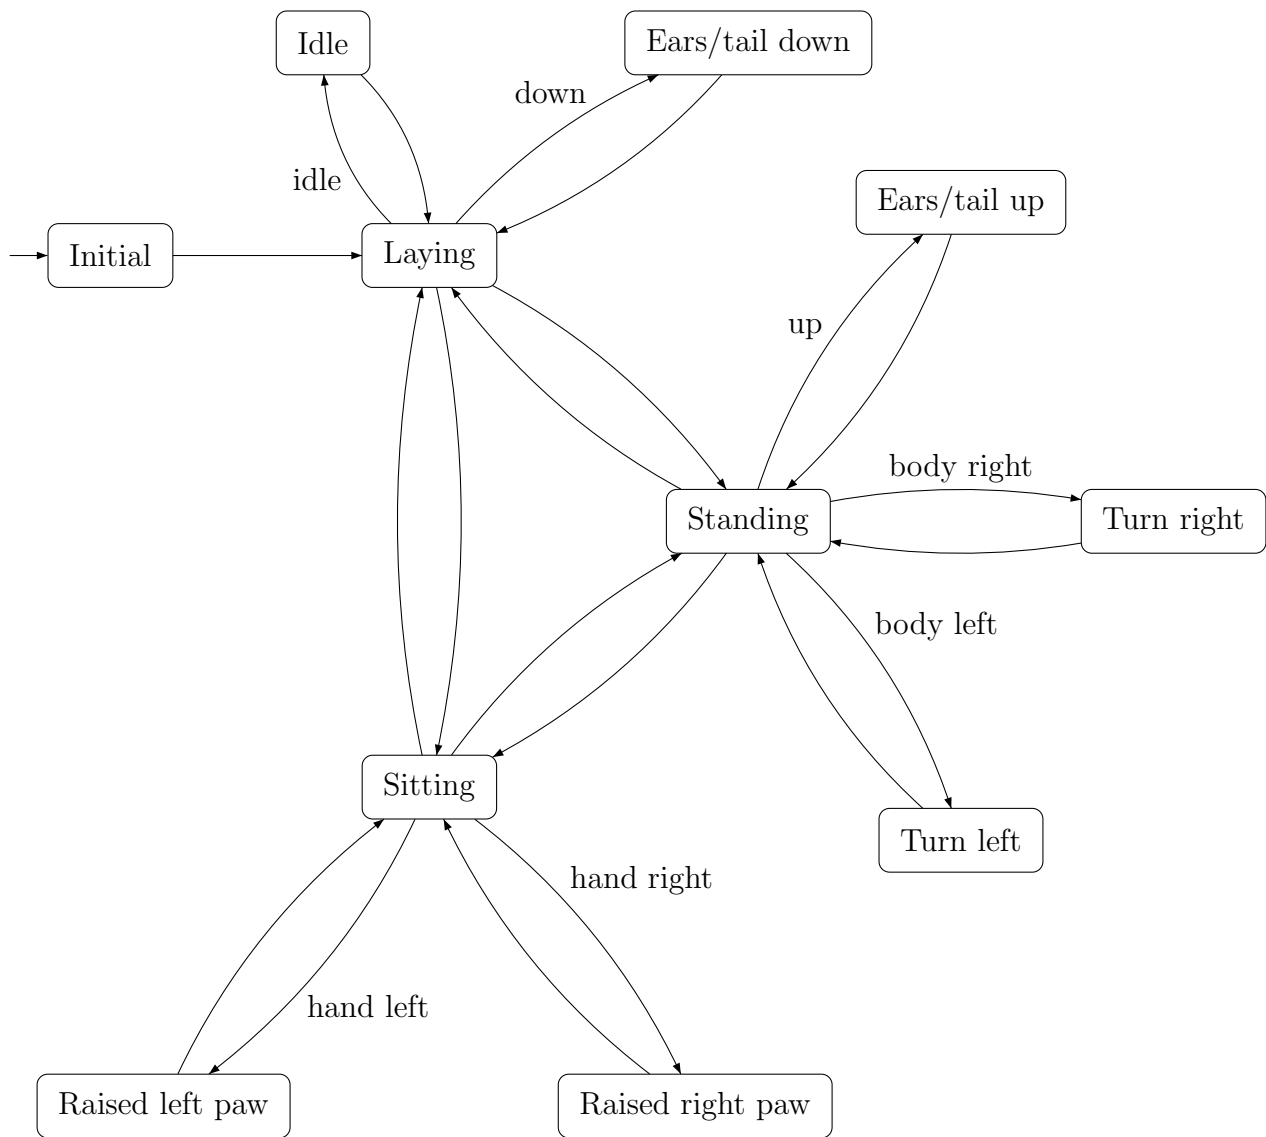 Idle
Ears/tail down
down
idle
Ears/tail up
Initial
Laying
up
body right
Standing
Turn right
body left
Sitting
Turn left
hand right
hand left
Raised left paw
Raised right paw